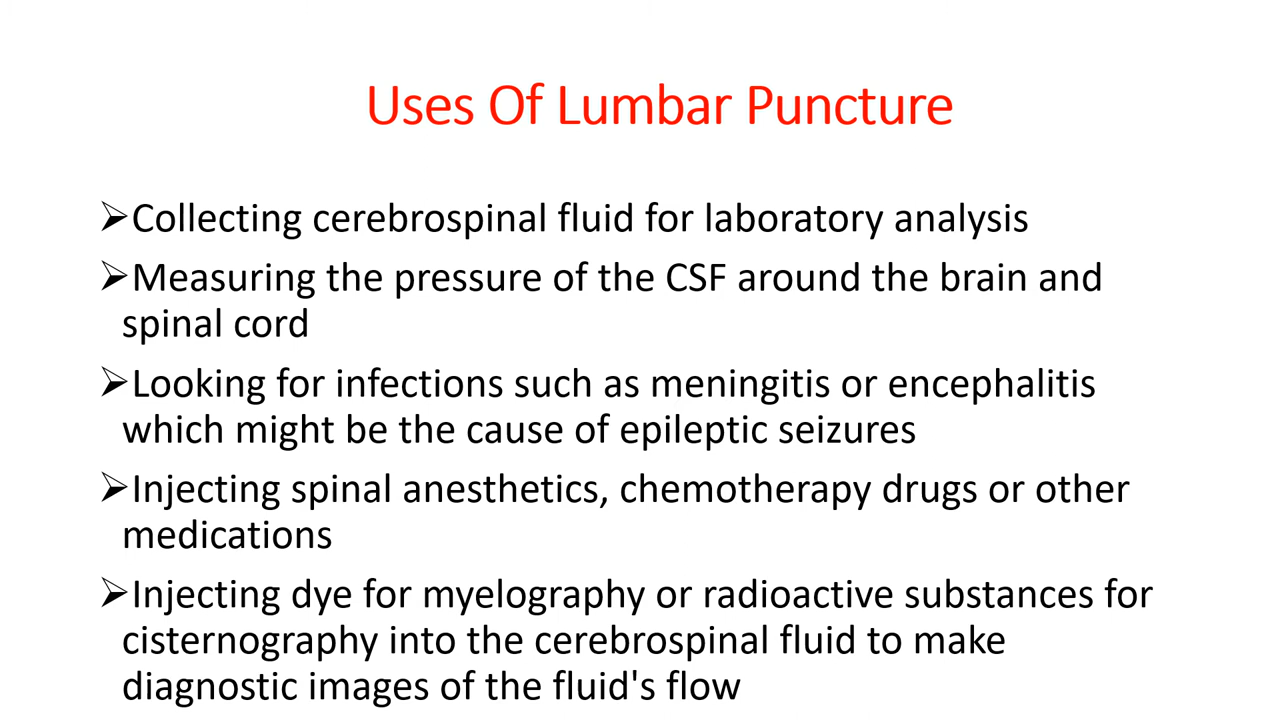 Uses Of Lumbar Puncture
➢Collecting cerebrospinal fluid for laboratory analysis
➢Measuring the pressure of the CSF around the brain and
spinal cord
➢Looking for infections such as meningitis or encephalitis
which might be the cause of epileptic seizures
➢Injecting spinal anesthetics, chemotherapy drugs or other
medications
➢Injecting dye for myelography or radioactive substances for
cisternography into the cerebrospinal fluid to make
diagnostic images of the fluid's flow